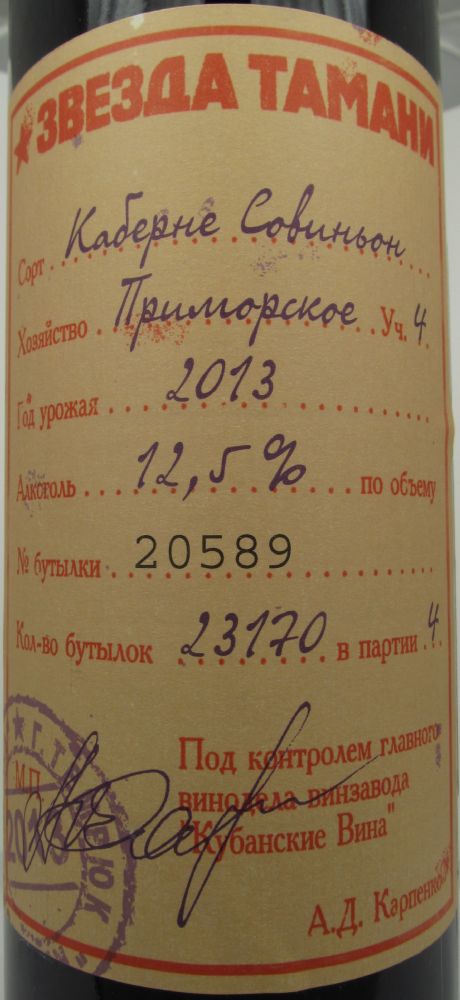 ЗВЕЗДА ТАМАНИ
Сорт Каберне Совиньон
Хозяйство Приморское Уч. 4
Год урожая 2013
Алкоголь 12,5% по объему
№ бутылки 20589
Кол-во бутылок 23170 в партии 4
Под контролем главного
винодела винзавода
"Кубанские Вина"
М.П.
А.Д. Карпенко